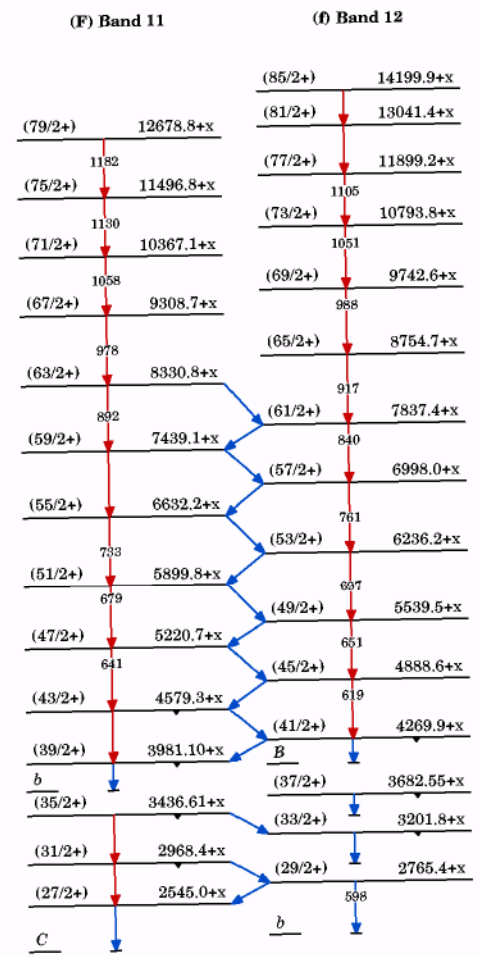 (F) Band 11
(79/2+) 12678.8+x
1182
(75/2+) 11496.8+x
1130
(71/2+) 10367.1+x
1058
(67/2+) 9308.7+x
978
(63/2+) 8330.8+x
892
(59/2+) 7439.1+x
(55/2+) 6632.2+x
733
(51/2+) 5899.8+x
679
(47/2+) 5220.7+x
641
(43/2+) 4579.3+x
(39/2+) 3981.10+x
b
(35/2+) 3436.61+x
(31/2+) 2968.4+x
(27/2+) 2545.0+x
C
(f) Band 12
(85/2+) 14199.9+x
(81/2+) 13041.4+x
(77/2+) 11899.2+x
1105
(73/2+) 10793.8+x
1051
(69/2+) 9742.6+x
988
(65/2+) 8754.7+x
917
(61/2+) 7837.4+x
840
(57/2+) 6998.0+x
761
(53/2+) 6236.2+x
697
(49/2+) 5539.5+x
651
(45/2+) 4888.6+x
619
(41/2+) 4269.9+x
B
(37/2+) 3682.55+x
(33/2+) 3201.8+x
(29/2+) 2765.4+x
598
b